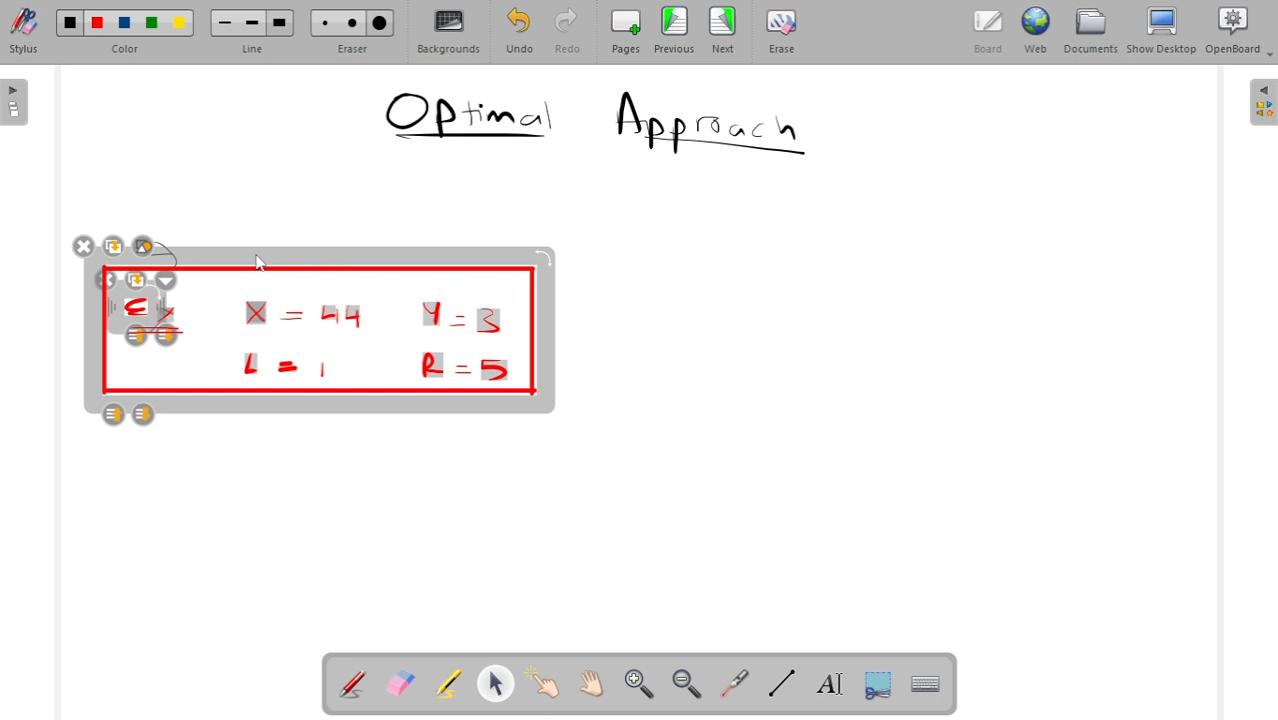 Stylus Color Line Eraser Backgrounds Undo Redo Pages Previous Next Erase Board Web Documents Show Desktop OpenBoard
Optimal Approach
X = 44 Y = 3
L = 1 R = 5
AI